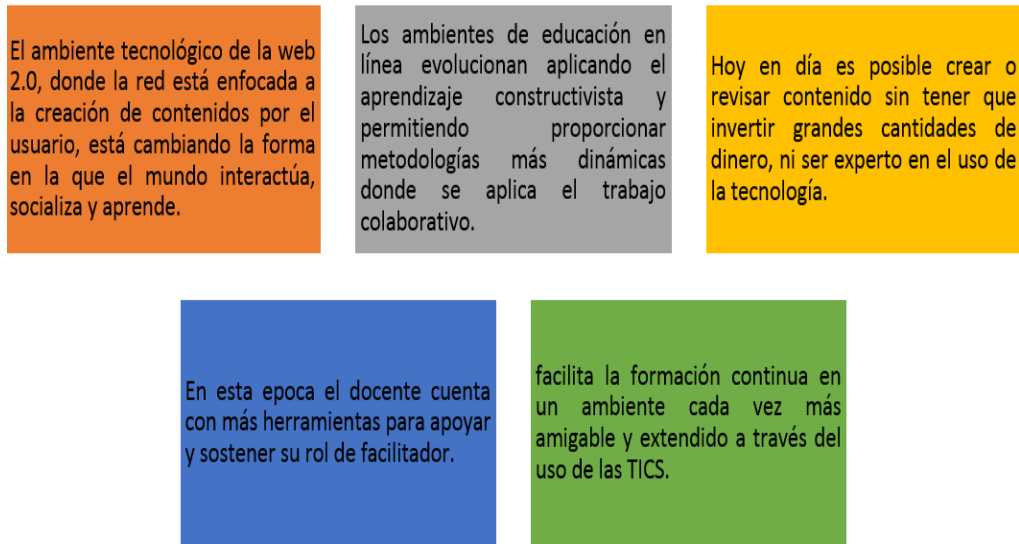 El ambiente tecnológico de la web
2.0, donde la red está enfocada a
la creación de contenidos por el
usuario, está cambiando la forma
en la que el mundo interactúa,
socializa y aprende.
Los ambientes de educación en
línea evolucionan aplicando el
aprendizaje constructivista y
permitiendo proporcionar
metodologías más dinámicas
donde se aplica el trabajo
colaborativo.
Hoy en día es posible crear o
revisar contenido sin tener que
invertir grandes cantidades de
dinero, ni ser experto en el uso de
la tecnología.
En esta epoca el docente cuenta
con más herramientas para apoyar
y sostener su rol de facilitador.
facilita la formación continua en
un ambiente cada vez más
amigable y extendido a través del
uso de las TICS.